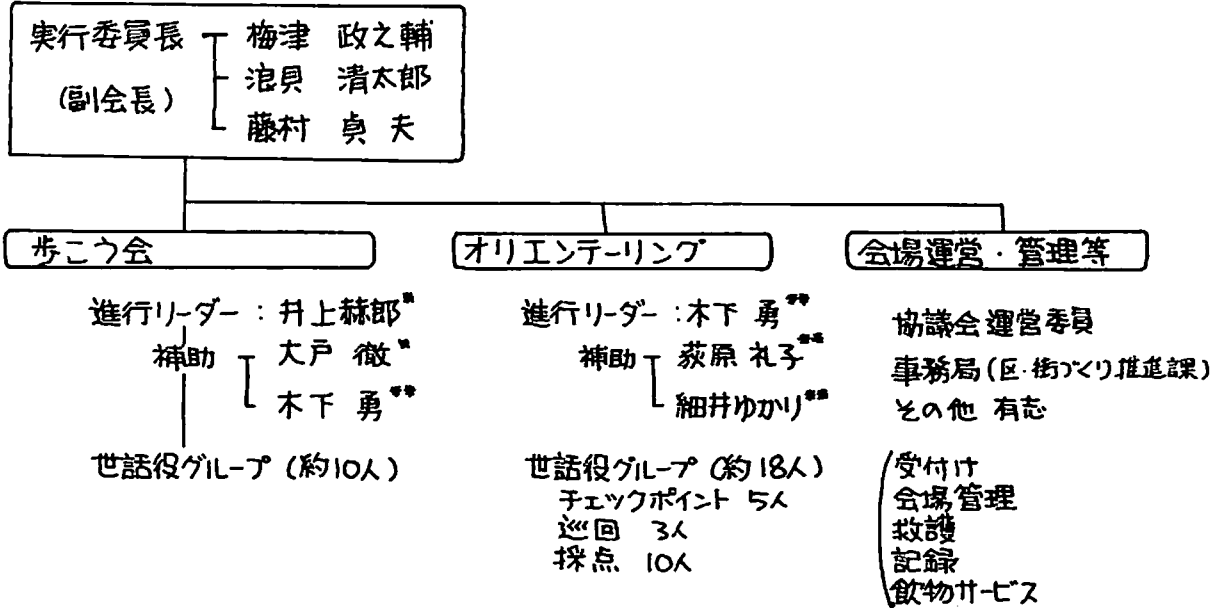 実行委員長 梅津 政之輔
(副会長) 浪貝 清太郎
藤村 貞夫
歩こう会
進行リーダー：井上赫郎*
補助 大戸 徹*
木下 勇**
世話役グループ (約10人)
オリエンテーリング
進行リーダー：木下 勇**
補助 荻原 礼子**
細井ゆかり**
世話役グループ (約18人)
チェックポイント 5人
巡回 3人
採点 10人
会場運営・管理等
協議会運営委員
事務局(区・街づくり推進課)
その他 有志
受付け
会場管理
救護
記録
飲物サービス